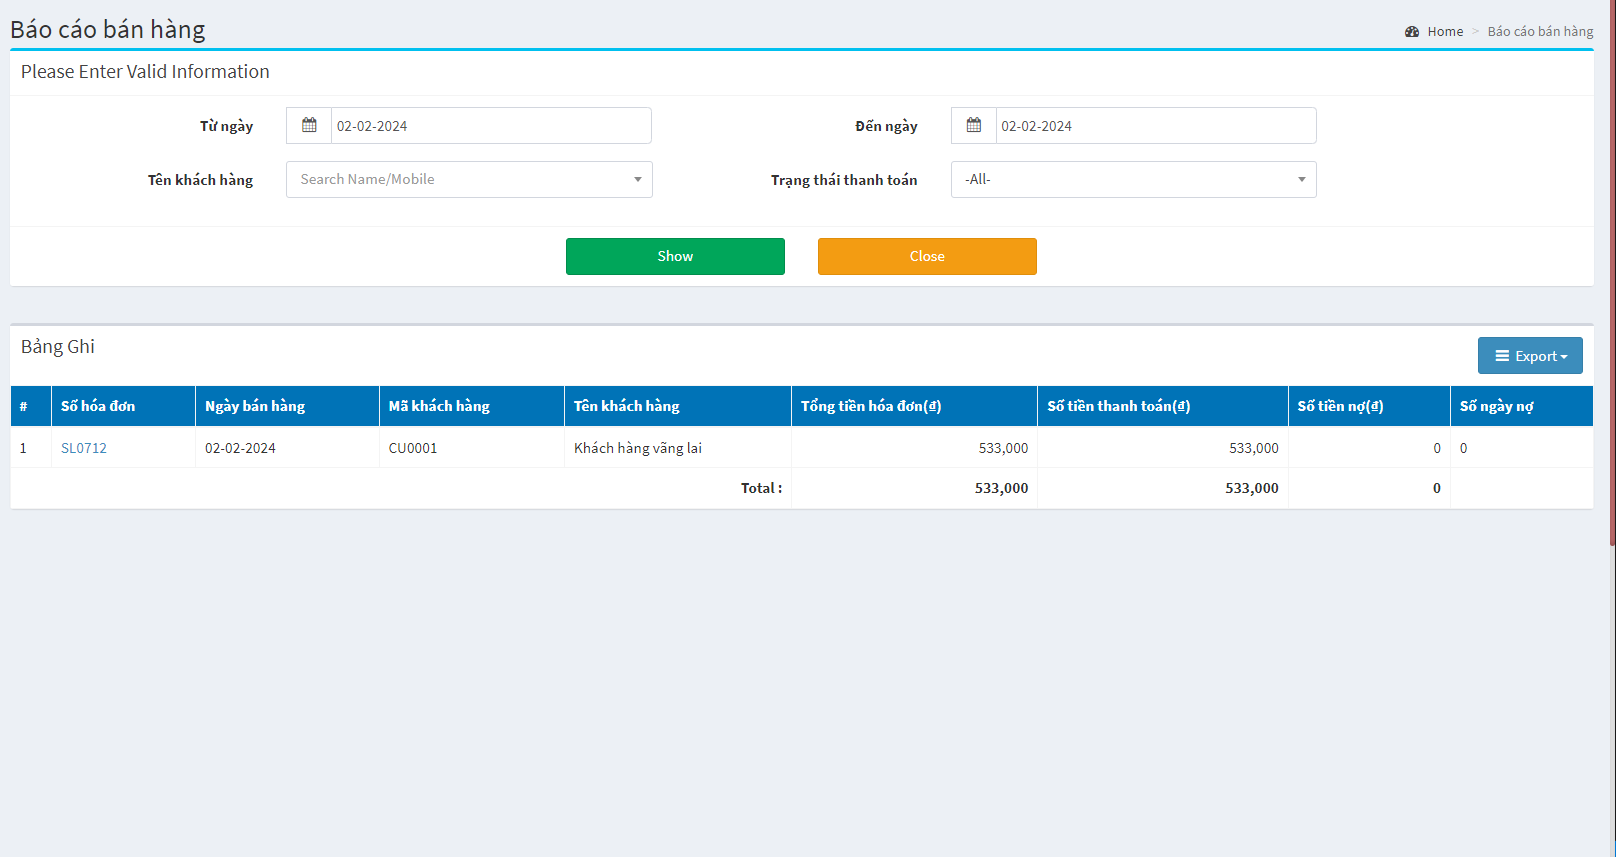 Báo cáo bán hàng
Home > Báo cáo bán hàng
Please Enter Valid Information
Từ ngày 02-02-2024 Đến ngày 02-02-2024
Tên khách hàng Search Name/Mobile Trạng thái thanh toán -All-
Show Close
Bảng Ghi
Export
# Số hóa đơn Ngày bán hàng Mã khách hàng Tên khách hàng Tổng tiền hóa đơn(₫) Số tiền thanh toán(₫) Số tiền nợ(₫) Số ngày nợ
1 SL0712 02-02-2024 CU0001 Khách hàng vãng lai 533,000 533,000 0 0
Total : 533,000 533,000 0